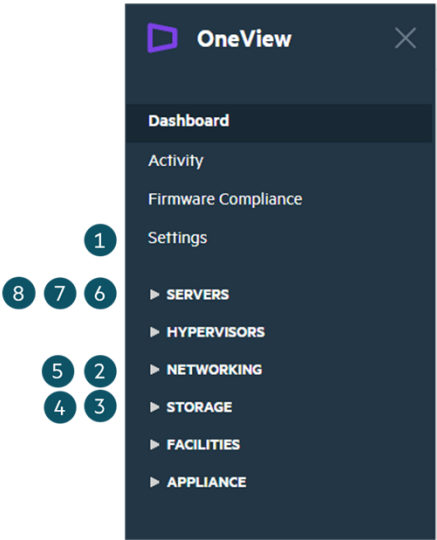 OneView
Dashboard
Activity
Firmware Compliance
1 Settings
8 7 6 SERVERS
HYPERVISORS
5 2 NETWORKING
4 3 STORAGE
FACILITIES
APPLIANCE